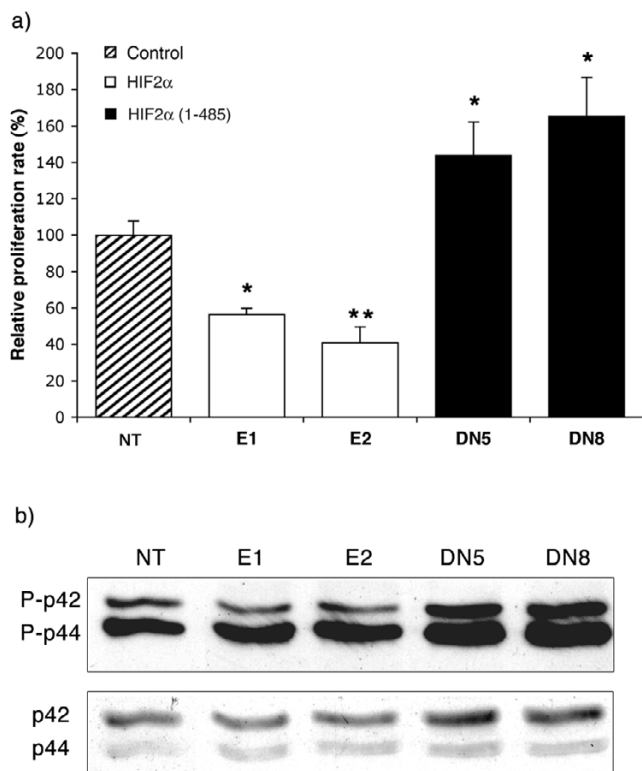 a)
Control
HIF2α
HIF2α (1-485)
Relative proliferation rate (%)
200
180
160
140
120
100
80
60
40
20
0
*
**
*
*
NT E1 E2 DN5 DN8
b)
NT E1 E2 DN5 DN8
P-p42
P-p44
p42
p44